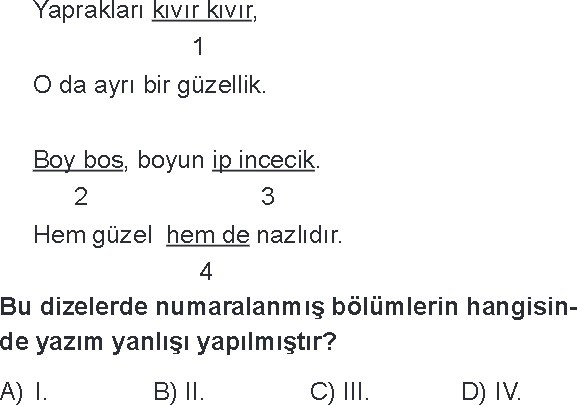 Yaprakları kıvır kıvır,
1
O da ayrı bir güzellik.
Boy bos, boyun ip incecik.
2 3
Hem güzel hem de nazlıdır.
4
Bu dizelerde numaralanmış bölümlerin hangisin-
de yazım yanlışı yapılmıştır?
A) I. B) II. C) III. D) IV.